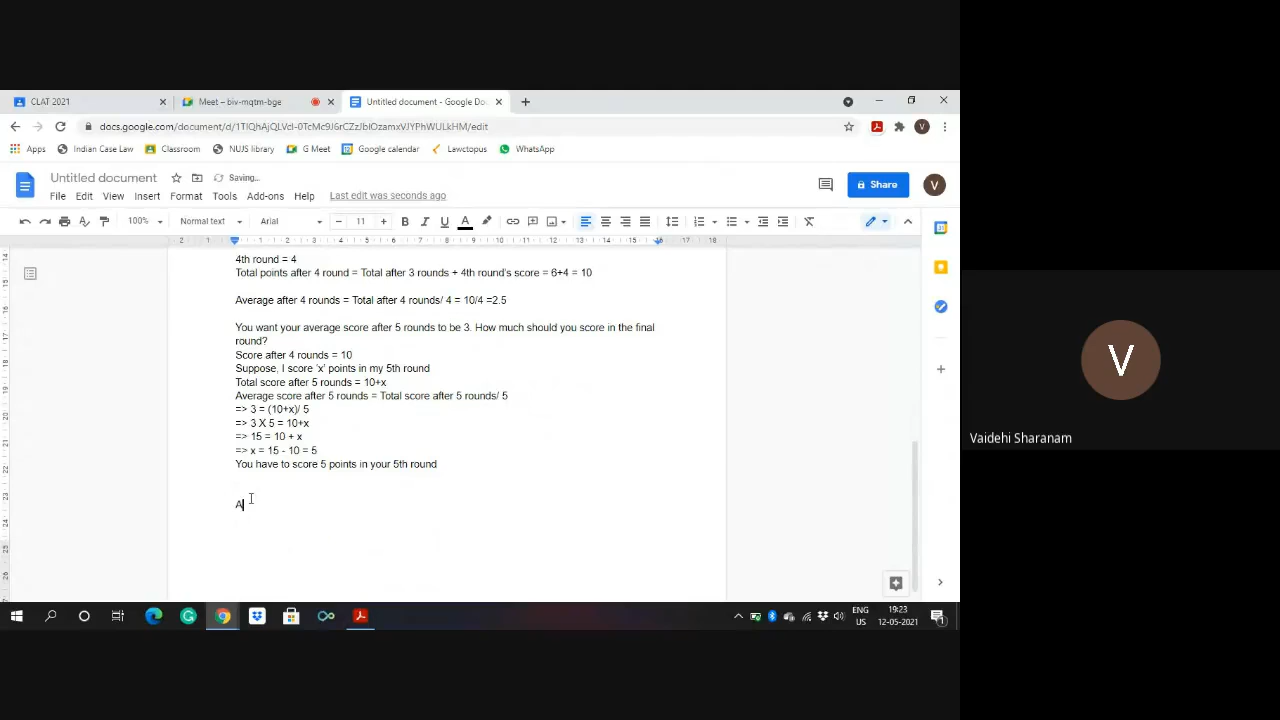 CLAT 2021
Meet – biv-mqtm-bge
Untitled document - Google Do
Indian Case Law
Apps
Classroom
NUJS library
G Meet
Google calendar
Lawctopus
WhatsApp
Untitled document
Saving...
File Edit View Insert Format Tools Add-ons Help
Last edit was seconds ago
Share
V
100%
Normal text
Arial
11
4th round = 4
Total points after 4 round = Total after 3 rounds + 4th round's score = 6+4 = 10
Average after 4 rounds = Total after 4 rounds/ 4 = 10/4 =2.5
You want your average score after 5 rounds to be 3. How much should you score in the final
round?
Score after 4 rounds = 10
Suppose, I score 'x' points in my 5th round
Total score after 5 rounds = 10+x
Average score after 5 rounds = Total score after 5 rounds/ 5
=> 3 = (10+x)/ 5
=> 3 X 5 = 10+x
=> 15 = 10 + x
=> x = 15 - 10 = 5
You have to score 5 points in your 5th round
A
V
Vaidehi Sharanam
ENG
US
19:23
12-05-2021